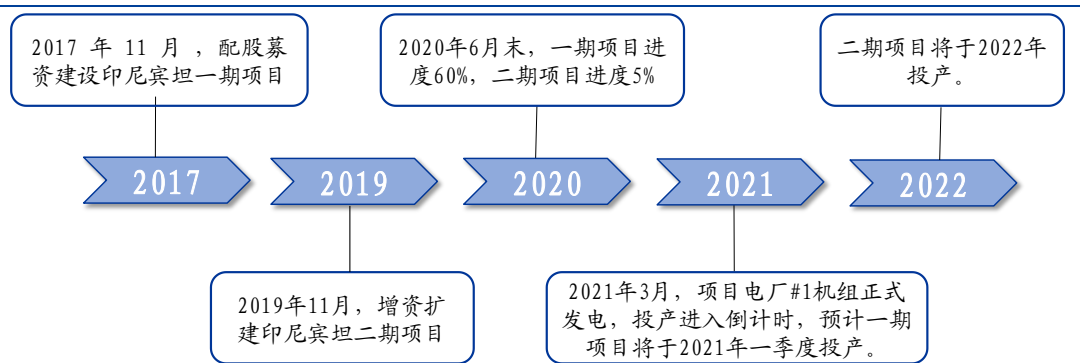 2017 年 11 月 ，配股募
资建设印尼宾坦一期项目
2020年6月末，一期项目进
度60%，二期项目进度5%
二期项目将于2022年
投产。
2017
2019
2020
2021
2022
2019年11月，增资扩
建印尼宾坦二期项目
2021年3月，项目电厂#1机组正式
发电，投产进入倒计时，预计一期
项目将于2021年一季度投产。